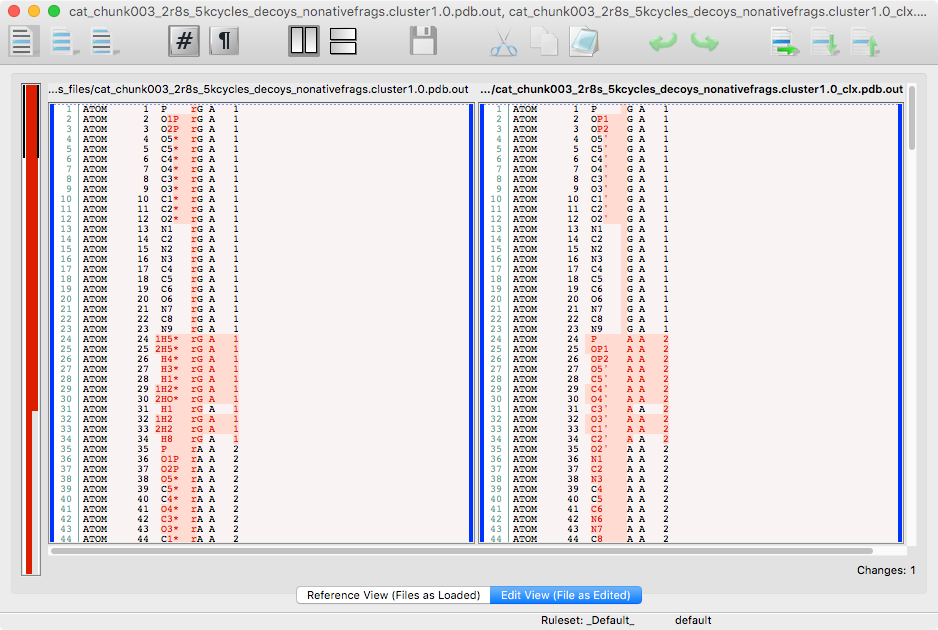 cat_chunk003_2r8s_5kcycles_decoys_nonativefrags.cluster1.0.pdb.out, cat_chunk003_2r8s_5kcycles_decoys_nonativefrags.cluster1.0_clx....
# ¶
...s_files/cat_chunk003_2r8s_5kcycles_decoys_nonativefrags.cluster1.0.pdb.out
.../cat_chunk003_2r8s_5kcycles_decoys_nonativefrags.cluster1.0_clx.pdb.out
1 ATOM 1 P rG A 1
2 ATOM 2 O1P rG A 1
3 ATOM 3 O2P rG A 1
4 ATOM 4 O5* rG A 1
5 ATOM 5 C5* rG A 1
6 ATOM 6 C4* rG A 1
7 ATOM 7 O4* rG A 1
8 ATOM 8 C3* rG A 1
9 ATOM 9 O3* rG A 1
10 ATOM 10 C1* rG A 1
11 ATOM 11 C2* rG A 1
12 ATOM 12 O2* rG A 1
13 ATOM 13 N1 rG A 1
14 ATOM 14 C2 rG A 1
15 ATOM 15 N2 rG A 1
16 ATOM 16 N3 rG A 1
17 ATOM 17 C4 rG A 1
18 ATOM 18 C5 rG A 1
19 ATOM 19 C6 rG A 1
20 ATOM 20 O6 rG A 1
21 ATOM 21 N7 rG A 1
22 ATOM 22 C8 rG A 1
23 ATOM 23 N9 rG A 1
24 ATOM 24 1H5* rG A 1
25 ATOM 25 2H5* rG A 1
26 ATOM 26 H4* rG A 1
27 ATOM 27 H3* rG A 1
28 ATOM 28 H1* rG A 1
29 ATOM 29 1H2* rG A 1
30 ATOM 30 2HO* rG A 1
31 ATOM 31 H1 rG A 1
32 ATOM 32 1H2 rG A 1
33 ATOM 33 2H2 rG A 1
34 ATOM 34 H8 rG A 1
35 ATOM 35 P rA A 2
36 ATOM 36 O1P rA A 2
37 ATOM 37 O2P rA A 2
38 ATOM 38 O5* rA A 2
39 ATOM 39 C5* rA A 2
40 ATOM 40 C4* rA A 2
41 ATOM 41 O4* rA A 2
42 ATOM 42 C3* rA A 2
43 ATOM 43 O3* rA A 2
44 ATOM 44 C1* rA A 2
1 ATOM 1 P G A 1
2 ATOM 2 OP1 G A 1
3 ATOM 3 OP2 G A 1
4 ATOM 4 O5' G A 1
5 ATOM 5 C5' G A 1
6 ATOM 6 C4' G A 1
7 ATOM 7 O4' G A 1
8 ATOM 8 C3' G A 1
9 ATOM 9 O3' G A 1
10 ATOM 10 C1' G A 1
11 ATOM 11 C2' G A 1
12 ATOM 12 O2' G A 1
13 ATOM 13 N1 G A 1
14 ATOM 14 C2 G A 1
15 ATOM 15 N2 G A 1
16 ATOM 16 N3 G A 1
17 ATOM 17 C4 G A 1
18 ATOM 18 C5 G A 1
19 ATOM 19 C6 G A 1
20 ATOM 20 O6 G A 1
21 ATOM 21 N7 G A 1
22 ATOM 22 C8 G A 1
23 ATOM 23 N9 G A 1
24 ATOM 24 P A A 2
25 ATOM 25 OP1 A A 2
26 ATOM 26 OP2 A A 2
27 ATOM 27 O5' A A 2
28 ATOM 28 C5' A A 2
29 ATOM 29 C4' A A 2
30 ATOM 30 O4' A A 2
31 ATOM 31 C3' A A 2
32 ATOM 32 O3' A A 2
33 ATOM 33 C1' A A 2
34 ATOM 34 C2' A A 2
35 ATOM 35 O2' A A 2
36 ATOM 36 N1 A A 2
37 ATOM 37 C2 A A 2
38 ATOM 38 N3 A A 2
39 ATOM 39 C4 A A 2
40 ATOM 40 C5 A A 2
41 ATOM 41 C6 A A 2
42 ATOM 42 N6 A A 2
43 ATOM 43 N7 A A 2
44 ATOM 44 C8 A A 2
Changes: 1
Reference View (Files as Loaded) Edit View (File as Edited)
Ruleset: _Default_ default